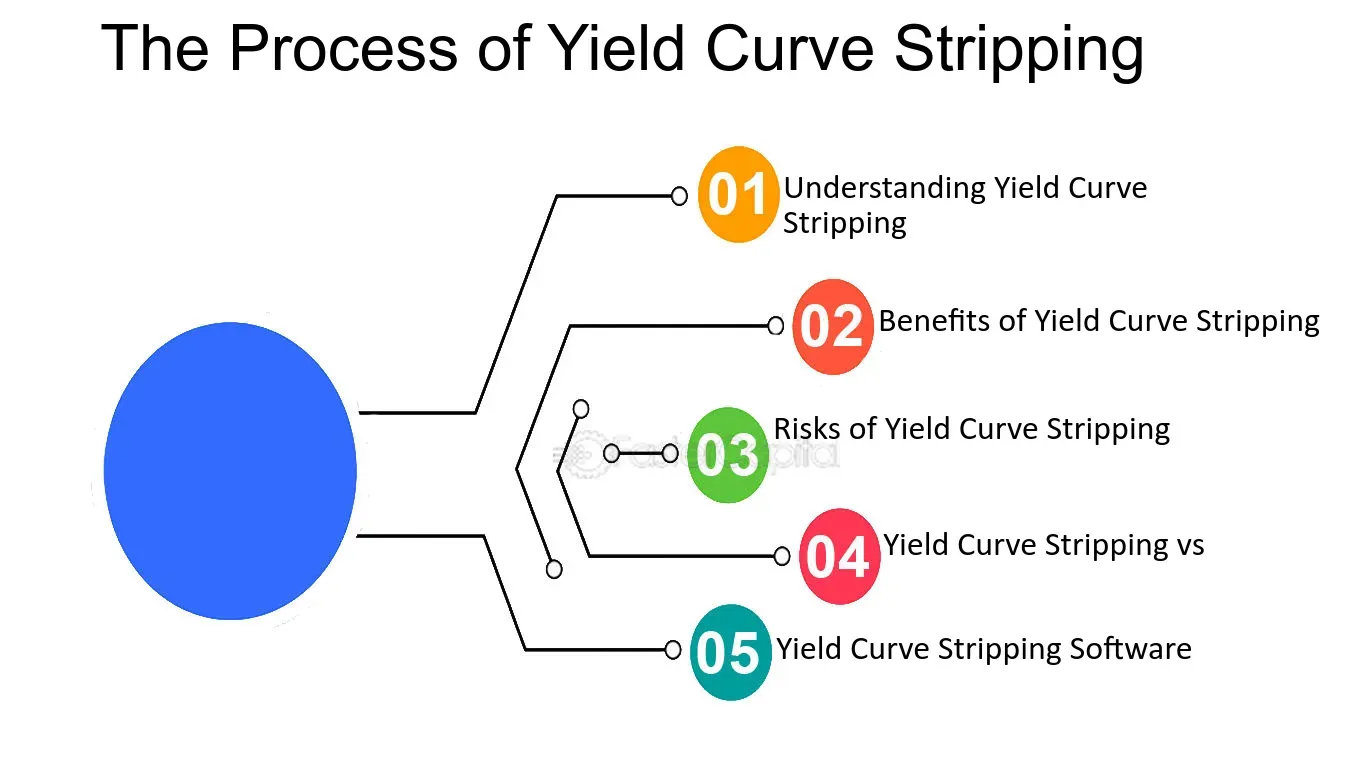 The Process of Yield Curve Stripping
01
Understanding Yield Curve
Stripping
02
Benefits of Yield Curve Stripping
03
Risks of Yield Curve Stripping
04
Yield Curve Stripping vs
05
Yield Curve Stripping Software